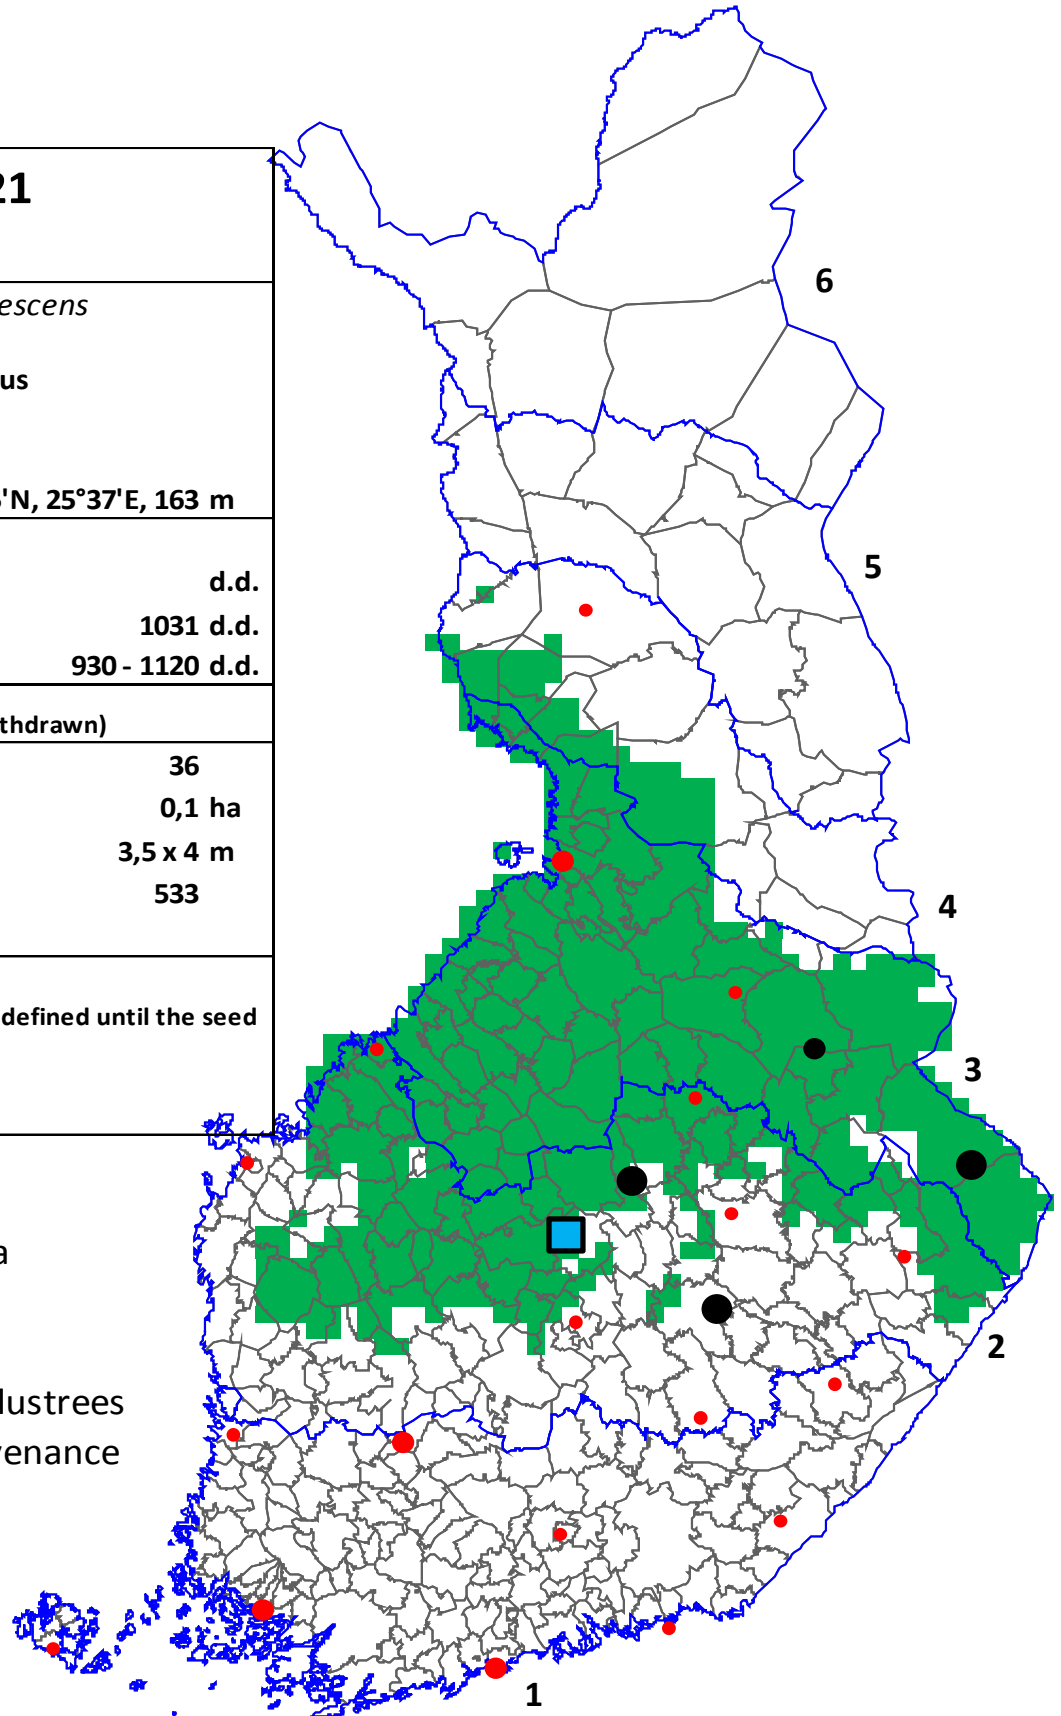 21
escens
us
'N, 25°37'E, 163 m
d.d.
1031 d.d.
930 - 1120 d.d.
thdrawn)
36
0,1 ha
3,5 x 4 m
533
defined until the seed
a
lustrees
venance
6
5
4
3
2
1